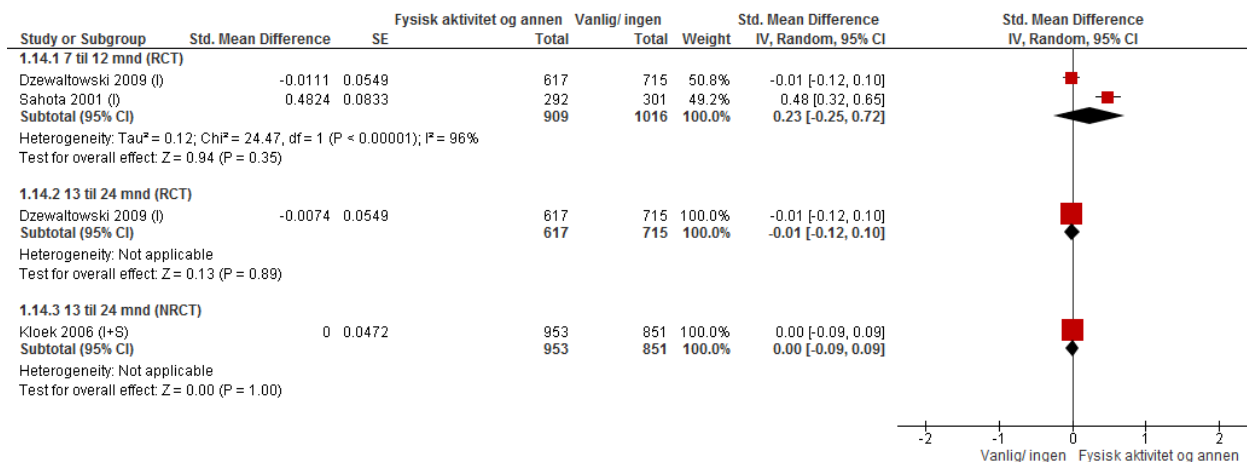 Fysisk aktivitet og annen Vanlig/ ingen Std. Mean Difference Std. Mean Difference
Study or Subgroup Std. Mean Difference SE Total Total Weight IV, Random, 95% CI IV, Random, 95% CI
1.14.1 7 til 12 mnd (RCT)
Dzewaltowski 2009 (I) -0.0111 0.0549 617 715 50.8% -0.01 [-0.12, 0.10]
Sahota 2001 (I) 0.4824 0.0833 292 301 49.2% 0.48 [0.32, 0.65]
Subtotal (95% CI) 909 1016 100.0% 0.23 [-0.25, 0.72]
Heterogeneity: Tau² = 0.12; Chi² = 24.47, df = 1 (P < 0.00001); I² = 96%
Test for overall effect: Z = 0.94 (P = 0.35)
1.14.2 13 til 24 mnd (RCT)
Dzewaltowski 2009 (I) -0.0074 0.0549 617 715 100.0% -0.01 [-0.12, 0.10]
Subtotal (95% CI) 617 715 100.0% -0.01 [-0.12, 0.10]
Heterogeneity: Not applicable
Test for overall effect: Z = 0.13 (P = 0.89)
1.14.3 13 til 24 mnd (NRCT)
Kloek 2006 (I+S) 0 0.0472 953 851 100.0% 0.00 [-0.09, 0.09]
Subtotal (95% CI) 953 851 100.0% 0.00 [-0.09, 0.09]
Heterogeneity: Not applicable
Test for overall effect: Z = 0.00 (P = 1.00)
-2 -1 0 1 2
Vanlig/ ingen Fysisk aktivitet og annen